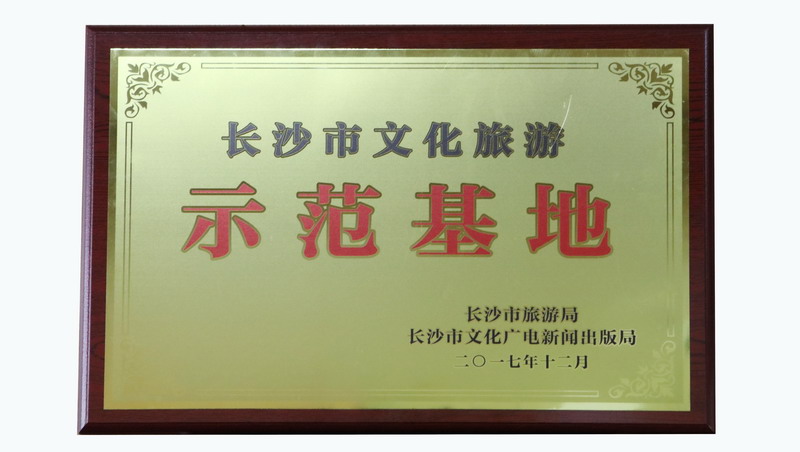 长沙市文化旅游
示范基地
长沙市旅游局
长沙市文化广电新闻出版局
二〇一七年十二月